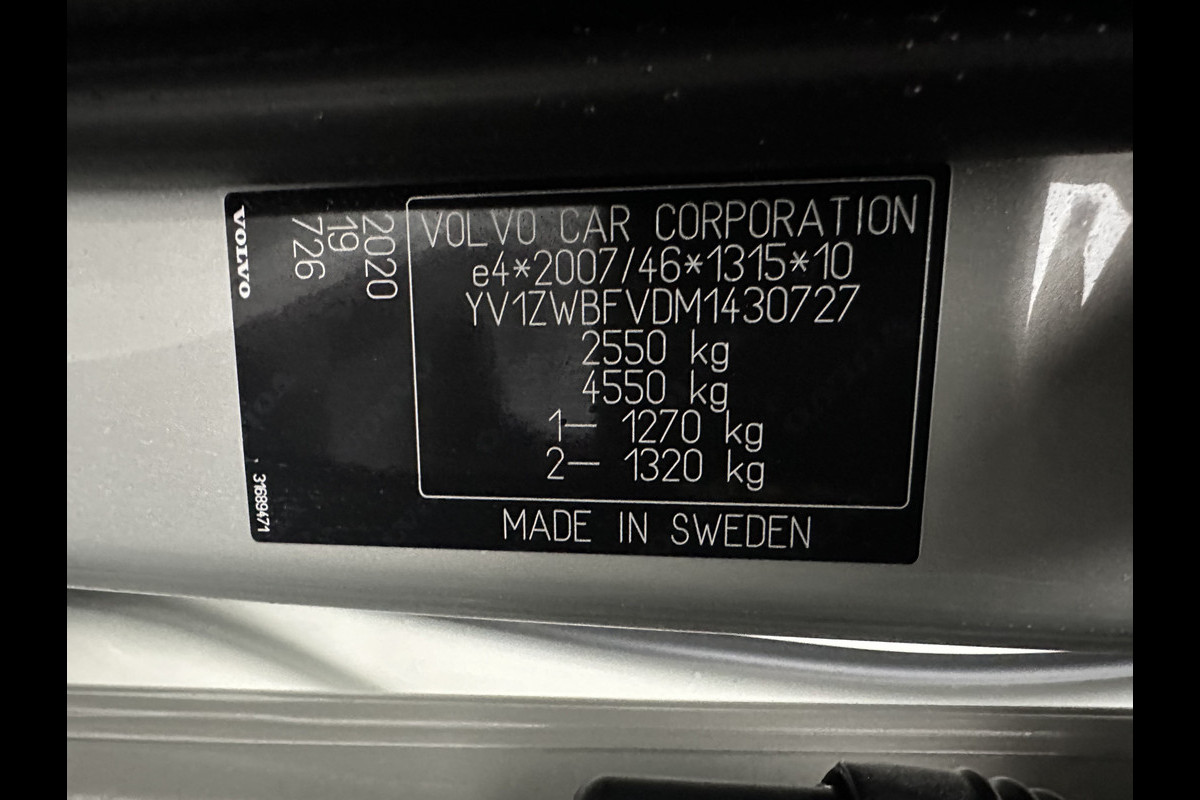 VOLVO
2020
19
726
31689471
VOLVO CAR CORPORATION
e4*2007/46*1315*10
YV1ZWBFVDM1430727
2550 kg
4550 kg
1— 1270 kg
2— 1320 kg
MADE IN SWEDEN